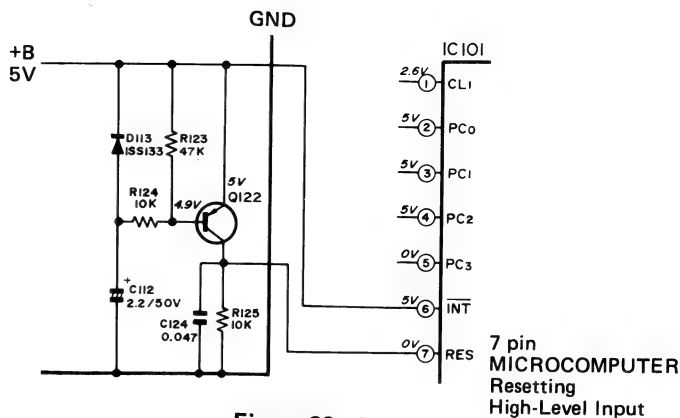 GND
+B
5V
D113
ISS133
R123
47K
R124
10K
4.9V
5V
Q122
+
C112
2.2/50V
C124
0.047
R125
10K
IC101
2.6V
1
CL1
5V
2
PC0
5V
3
PC1
5V
4
PC2
0V
5
PC3
5V
6
INT
0V
7
RES
7 pin
MICROCOMPUTER
Resetting
High-Level Input